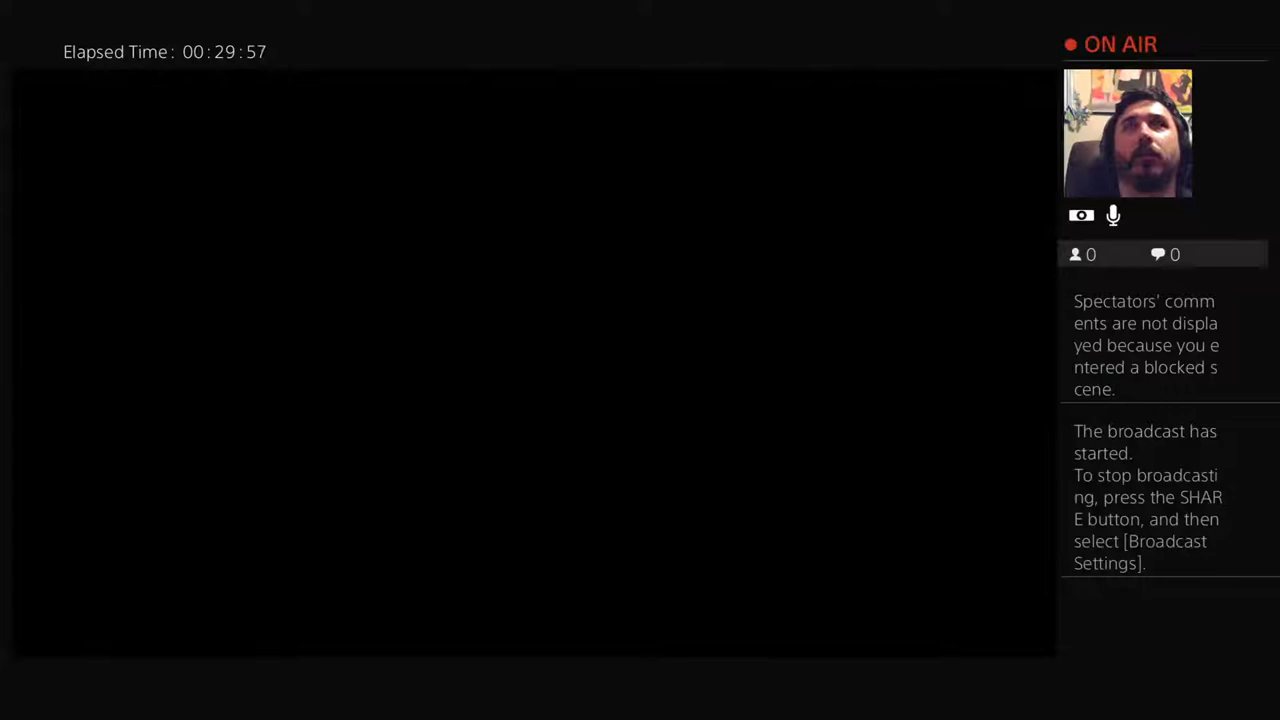 Elapsed Time: 00:29:57
ON AIR
0 0
Spectators' comm
ents are not displa
yed because you e
ntered a blocked s
cene.
The broadcast has
started.
To stop broadcasti
ng, press the SHAR
E button, and then
select [Broadcast
Settings].